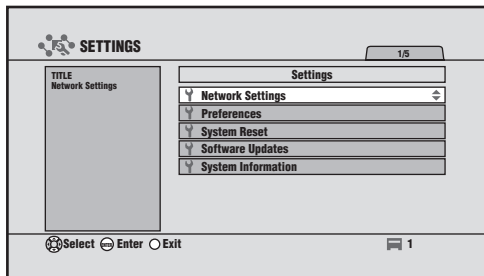 SETTINGS
1/5
TITLE
Network Settings
Settings
Network Settings
Preferences
System Reset
Software Updates
System Information
Select ENTER Enter Exit
1